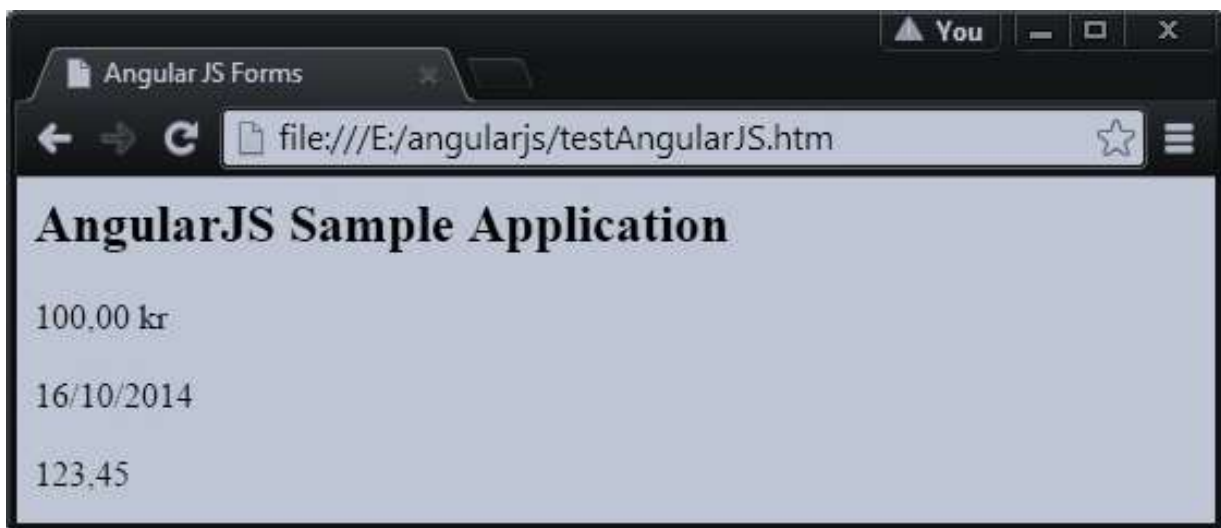 You
Angular JS Forms
file:///E:/angularjs/testAngularJS.htm
AngularJS Sample Application
100,00 kr
16/10/2014
123,45